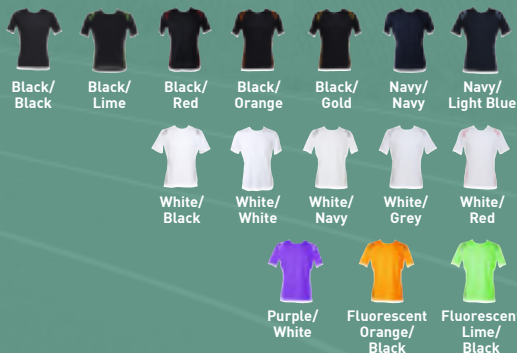 Black/ Black/ Black/ Black/ Black/ Navy/ Navy/
Black Lime Red Orange Gold Navy Light Blue
White/ White/ White/ White/ White/
Black White Navy Grey Red
Purple/ Fluorescent Fluorescen
White Orange/ Lime/
Black Black